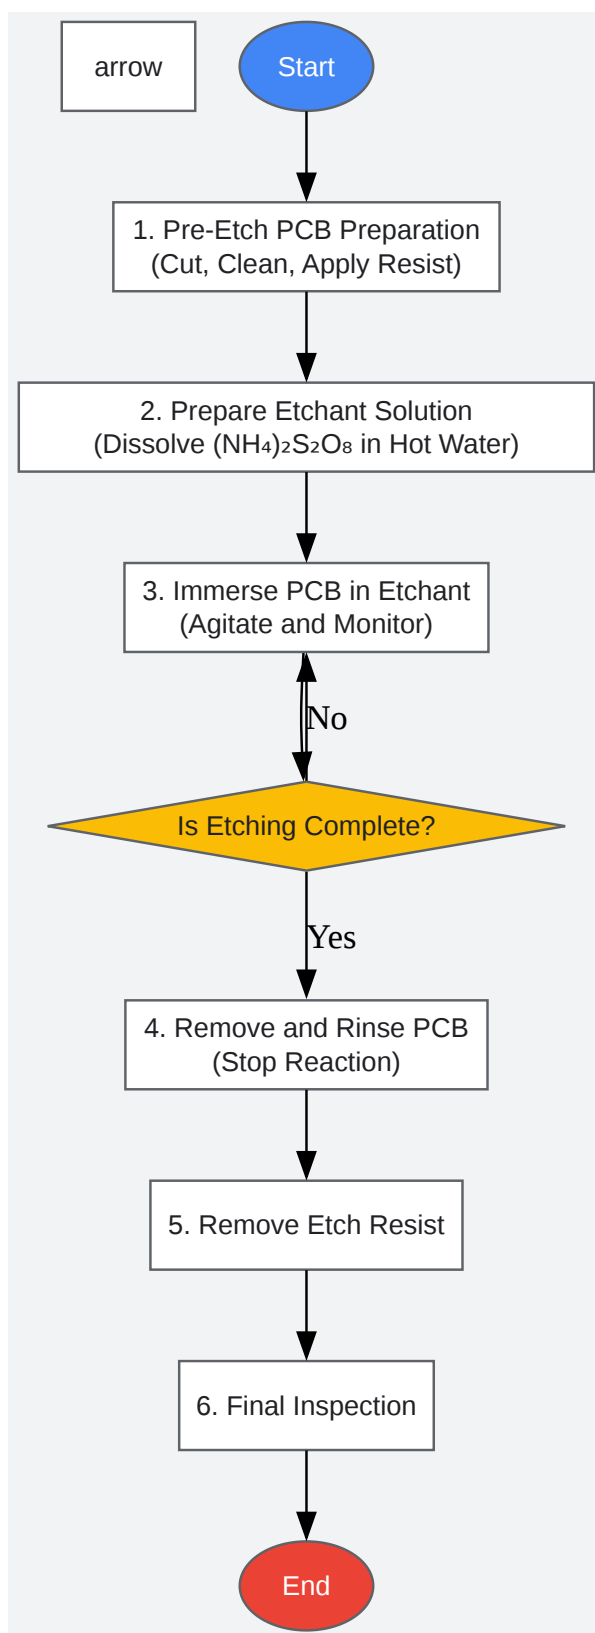 arrow
Start
1. Pre-Etch PCB Preparation
(Cut, Clean, Apply Resist)
2. Prepare Etchant Solution
(Dissolve (NH₄)₂S₂O₈ in Hot Water)
3. Immerse PCB in Etchant
(Agitate and Monitor)
No
Is Etching Complete?
Yes
4. Remove and Rinse PCB
(Stop Reaction)
5. Remove Etch Resist
6. Final Inspection
End